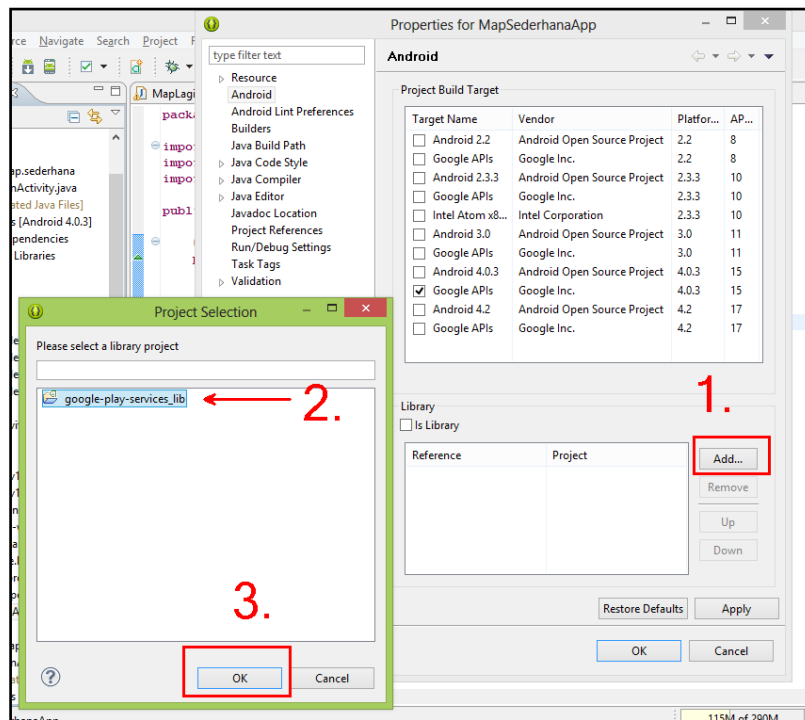 Properties for MapSederhanaApp
rce Navigate Search Project
type filter text
Resource
Android
Android Lint Preferences
Builders
Java Build Path
Java Code Style
Java Compiler
Java Editor
Javadoc Location
Project References
Run/Debug Settings
Task Tags
Validation
Android
Project Build Target
Target Name Vendor Platfor... AP...
Android 2.2 Android Open Source Project 2.2 8
Google APIs Google Inc. 2.2 8
Android 2.3.3 Android Open Source Project 2.3.3 10
Google APIs Google Inc. 2.3.3 10
Intel Atom x8... Intel Corporation 2.3.3 10
Android 3.0 Android Open Source Project 3.0 11
Google APIs Google Inc. 3.0 11
Android 4.0.3 Android Open Source Project 4.0.3 15
Google APIs Google Inc. 4.0.3 15
Android 4.2 Android Open Source Project 4.2 17
Google APIs Google Inc. 4.2 17
1.
Library
Is Library
Reference Project
Add...
Remove
Up
Down
Restore Defaults Apply
OK Cancel
MapLagi
packa
impo
impo
impo
publi
ap.sederhana
nActivity.java
ated Java Files]
s [Android 4.0.3]
pendencies
Libraries
Project Selection
Please select a library project
google-play-services_lib
2.
3.
? OK Cancel
hanaApp
115M of 290M